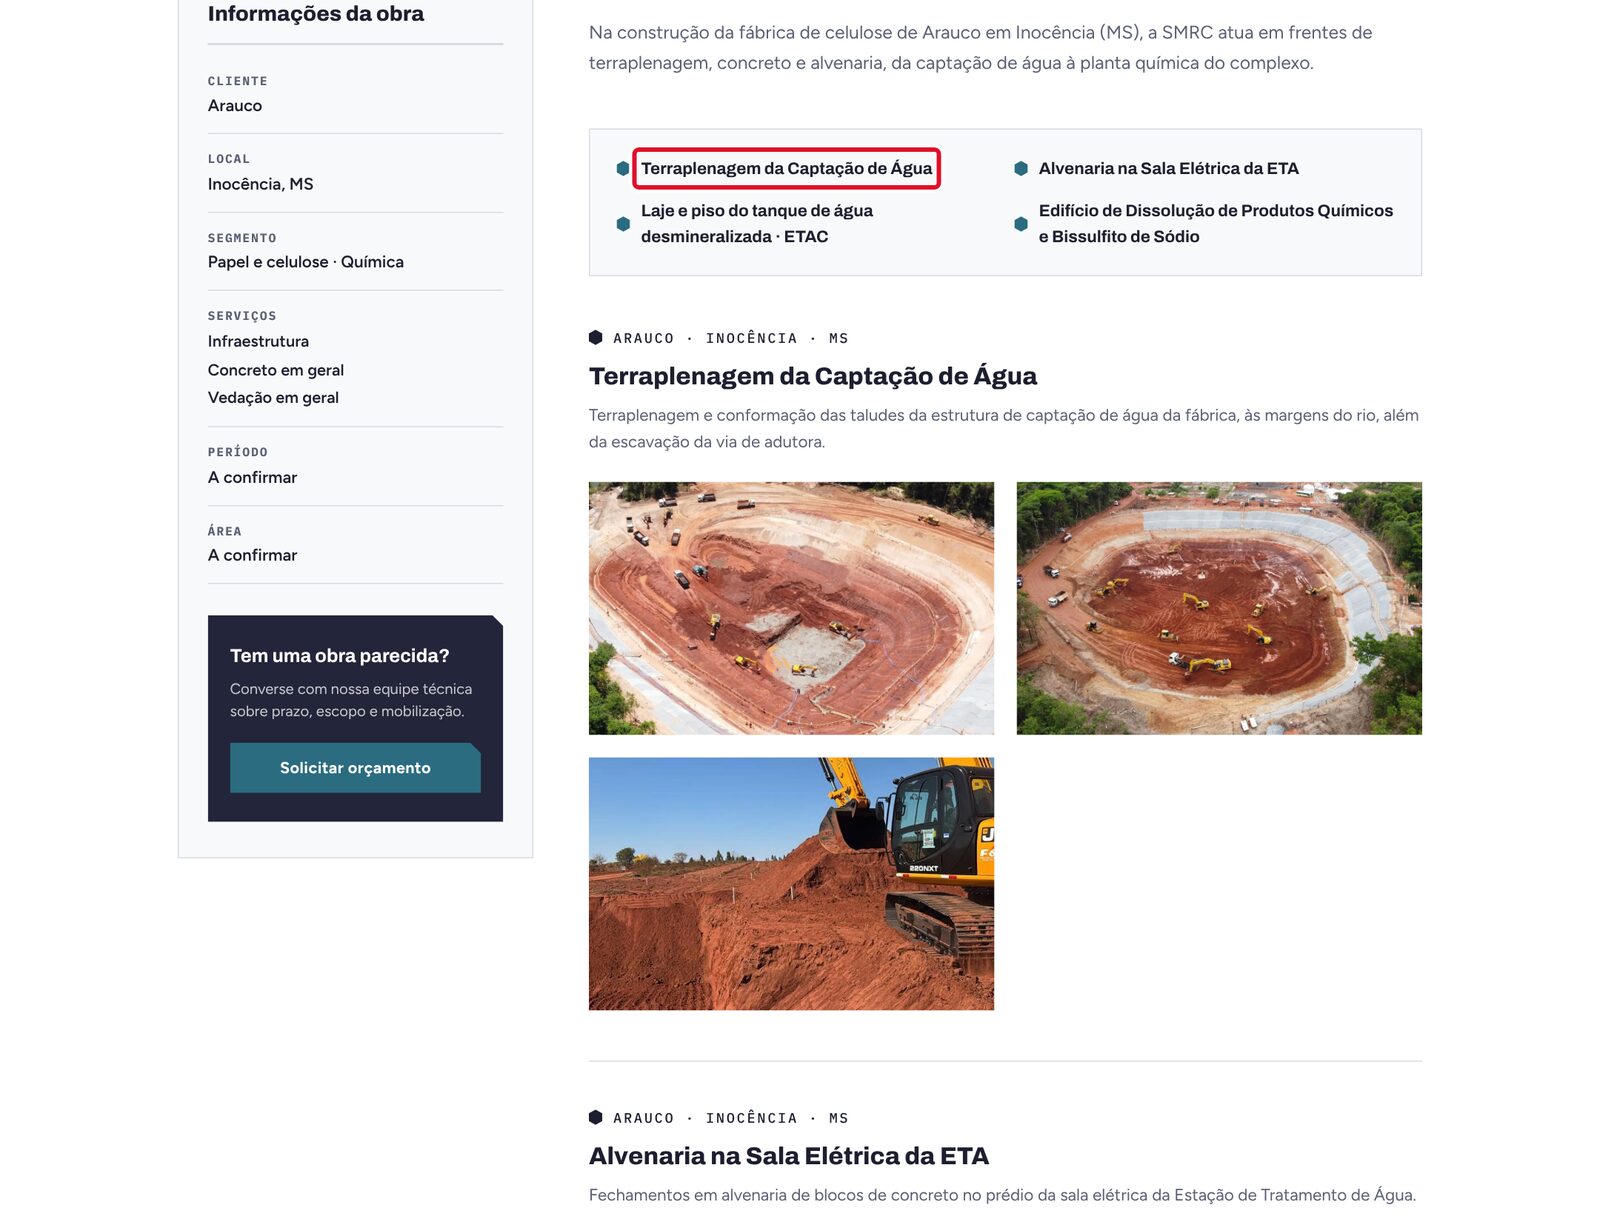 Informações da obra
CLIENTE
Arauco
LOCAL
Inocência, MS
SEGMENTO
Papel e celulose · Química
SERVIÇOS
Infraestrutura
Concreto em geral
Vedação em geral
PERÍODO
A confirmar
ÁREA
A confirmar
Tem uma obra parecida?
Converse com nossa equipe técnica
sobre prazo, escopo e mobilização.
Solicitar orçamento
Na construção da fábrica de celulose de Arauco em Inocência (MS), a SMRC atua em frentes de
terraplenagem, concreto e alvenaria, da captação de água à planta química do complexo.
Terraplenagem da Captação de Água
Alvenaria na Sala Elétrica da ETA
Laje e piso do tanque de água
desmineralizada · ETAC
Edifício de Dissolução de Produtos Químicos
e Bissulfito de Sódio
ARAUCO · INOCÊNCIA · MS
Terraplenagem da Captação de Água
Terraplenagem e conformação das taludes da estrutura de captação de água da fábrica, às margens do rio, além
da escavação da via de adutora.
220NXT
ARAUCO · INOCÊNCIA · MS
Alvenaria na Sala Elétrica da ETA
Fechamentos em alvenaria de blocos de concreto no prédio da sala elétrica da Estação de Tratamento de Água.